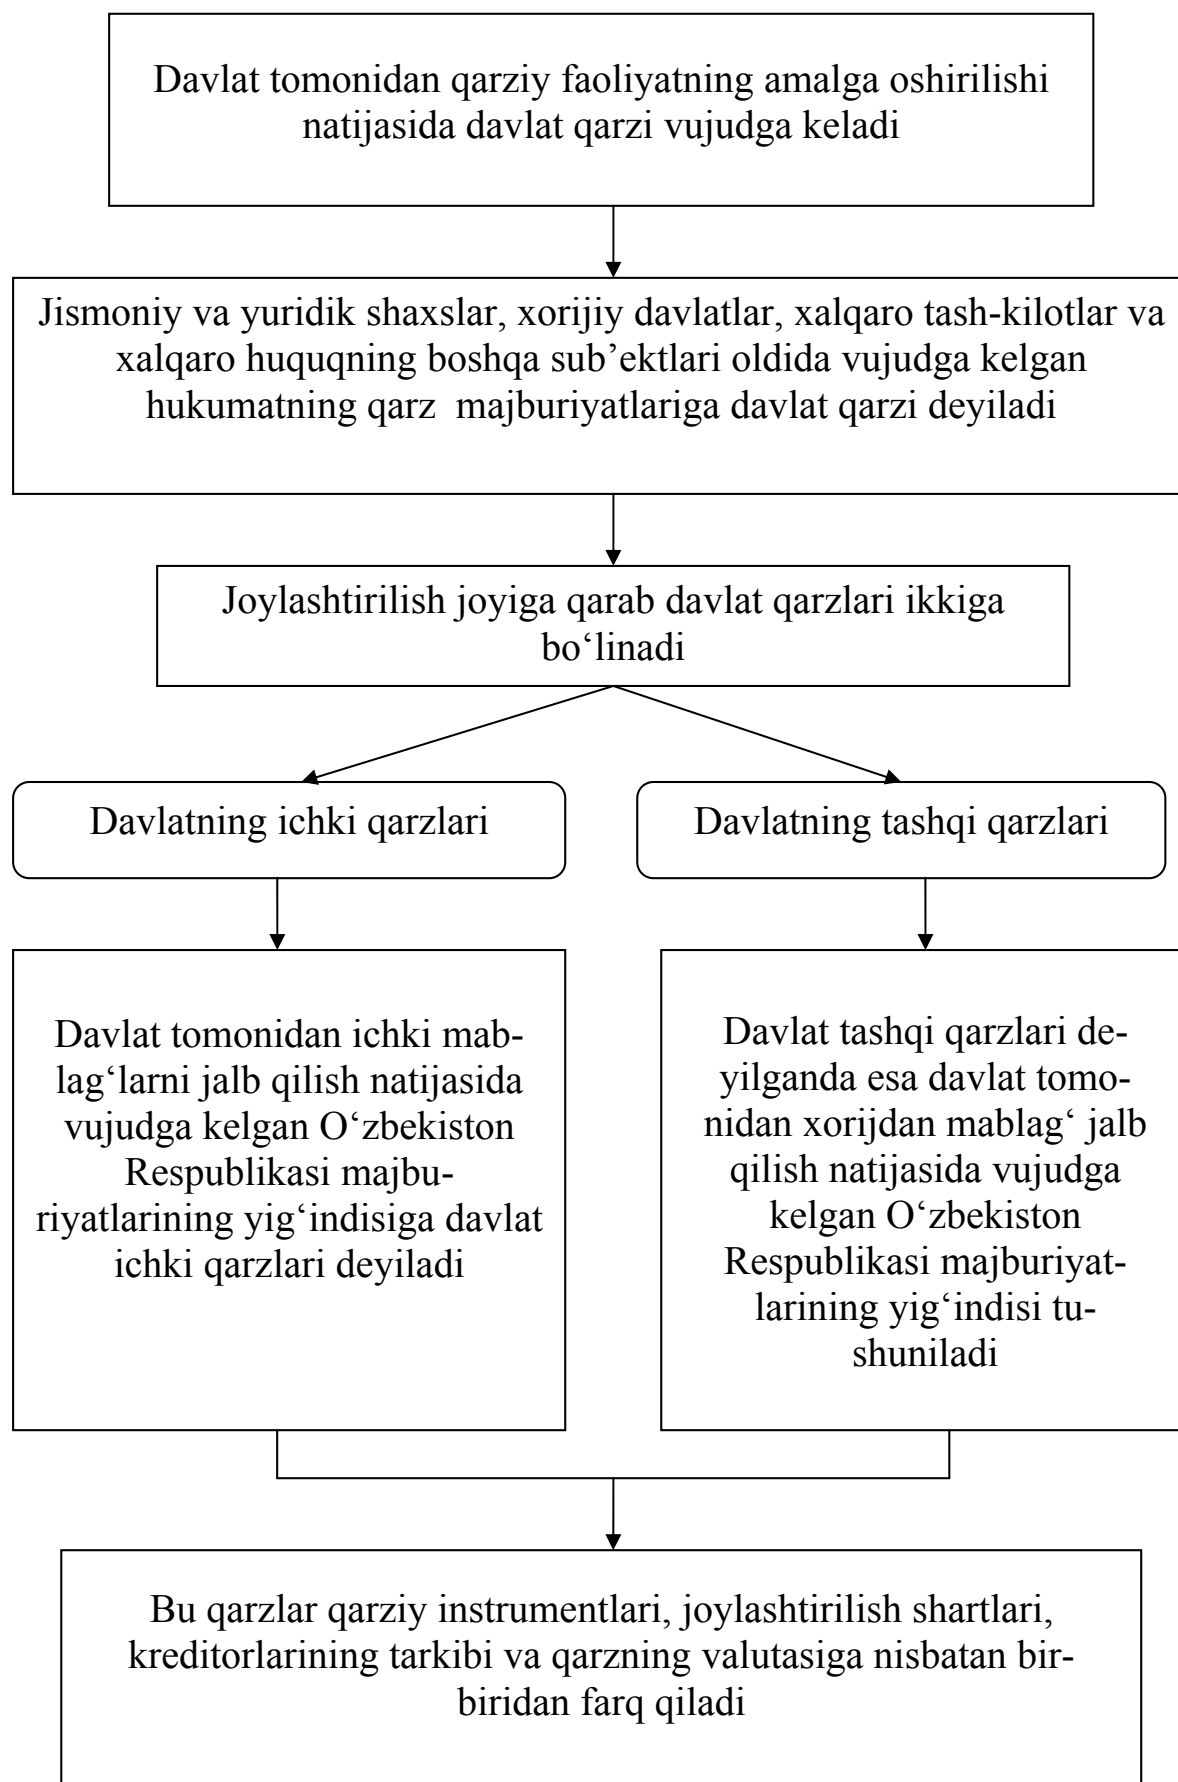 Davlat tomonidan qarziy faoliyatning amalga oshirilishi
natijasida davlat qarzi vujudga keladi
Jismoniy va yuridik shaxslar, xorijiy davlatlar, xalqaro tash-kilotlar va
xalqaro huquqning boshqa sub’ektlari oldida vujudga kelgan
hukumatning qarz  majburiyatlariga davlat qarzi deyiladi
Joylashtirilish joyiga qarab davlat qarzlari ikkiga
bo‘linadi
Davlatning ichki qarzlari
Davlatning tashqi qarzlari
Davlat tomonidan ichki mab-
lag‘larni jalb qilish natijasida
vujudga kelgan O‘zbekiston
Respublikasi majbu-
riyatlarining yig‘indisiga davlat
ichki qarzlari deyiladi
Davlat tashqi qarzlari de-
yilganda esa davlat tomo-
nidan xorijdan mablag‘ jalb
qilish natijasida vujudga
kelgan O‘zbekiston
Respublikasi majburiyat-
larining yig‘indisi tu-
shuniladi
Bu qarzlar qarziy instrumentlari, joylashtirilish shartlari,
kreditorlarining tarkibi va qarzning valutasiga nisbatan bir-
biridan farq qiladi